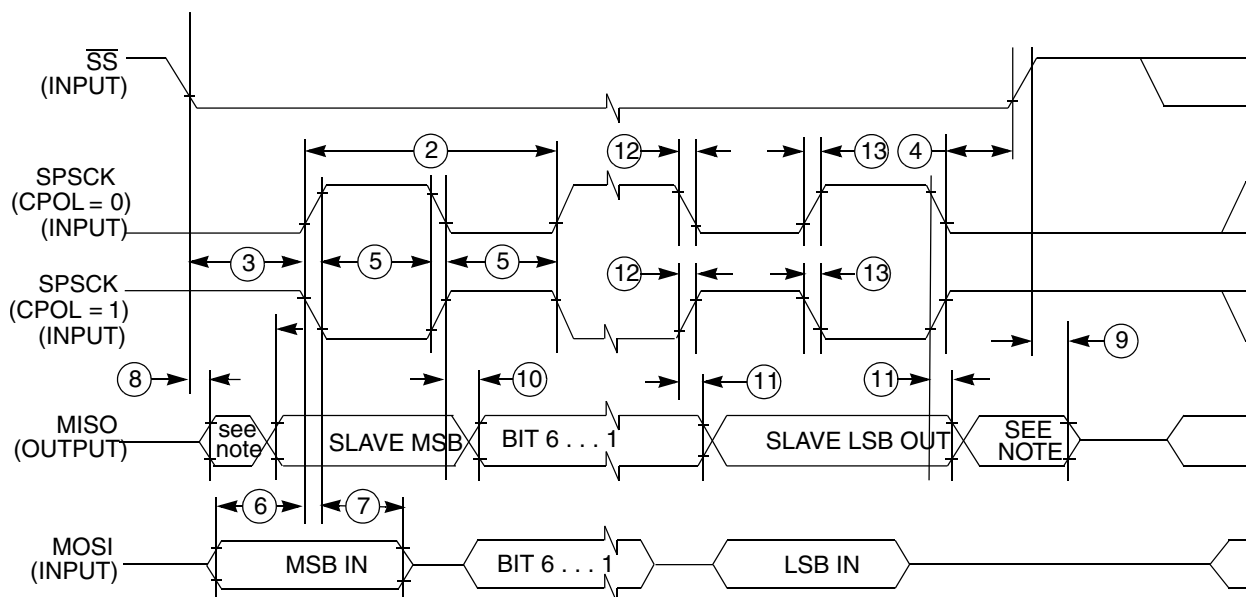 SS
(INPUT)
2
12
13
4
SPSCK
(CPOL = 0)
(INPUT)
3
5
5
12
13
SPSCK
(CPOL = 1)
(INPUT)
8
10
11
11
9
MISO
(OUTPUT)
see
note
SLAVE MSB
BIT 6 . . . 1
SLAVE LSB OUT
SEE
NOTE
6
7
MOSI
(INPUT)
MSB IN
BIT 6 . . . 1
LSB IN